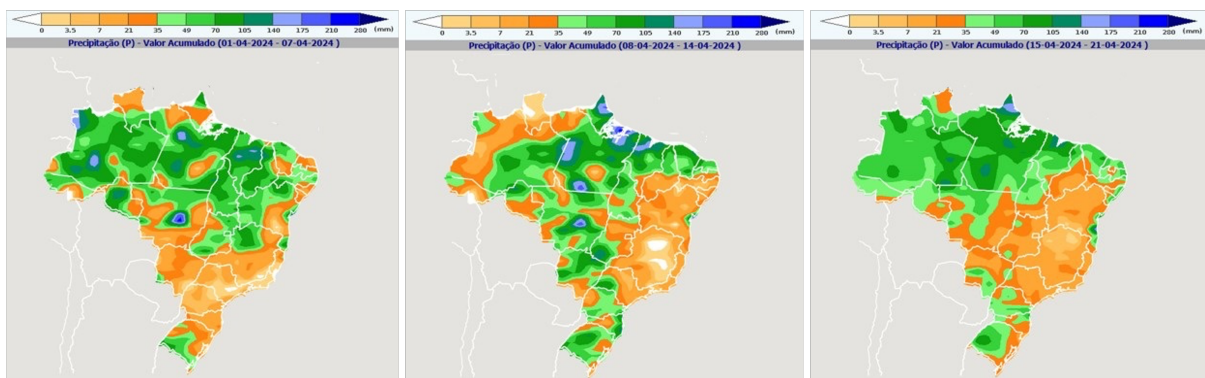 0 3.5 7 21 35 49 70 105 140 175 210 200 (mm)
Precipitação (P) - Valor Acumulado (01-04-2024 - 07-04-2024 )
0 3.5 7 21 35 49 70 105 140 175 210 200 (mm)
Precipitação (P) - Valor Acumulado (08-04-2024 - 14-04-2024 )
0 3.5 7 21 35 49 70 105 140 175 210 200 (mm)
Precipitação (P) - Valor Acumulado (15-04-2024 - 21-04-2024 )